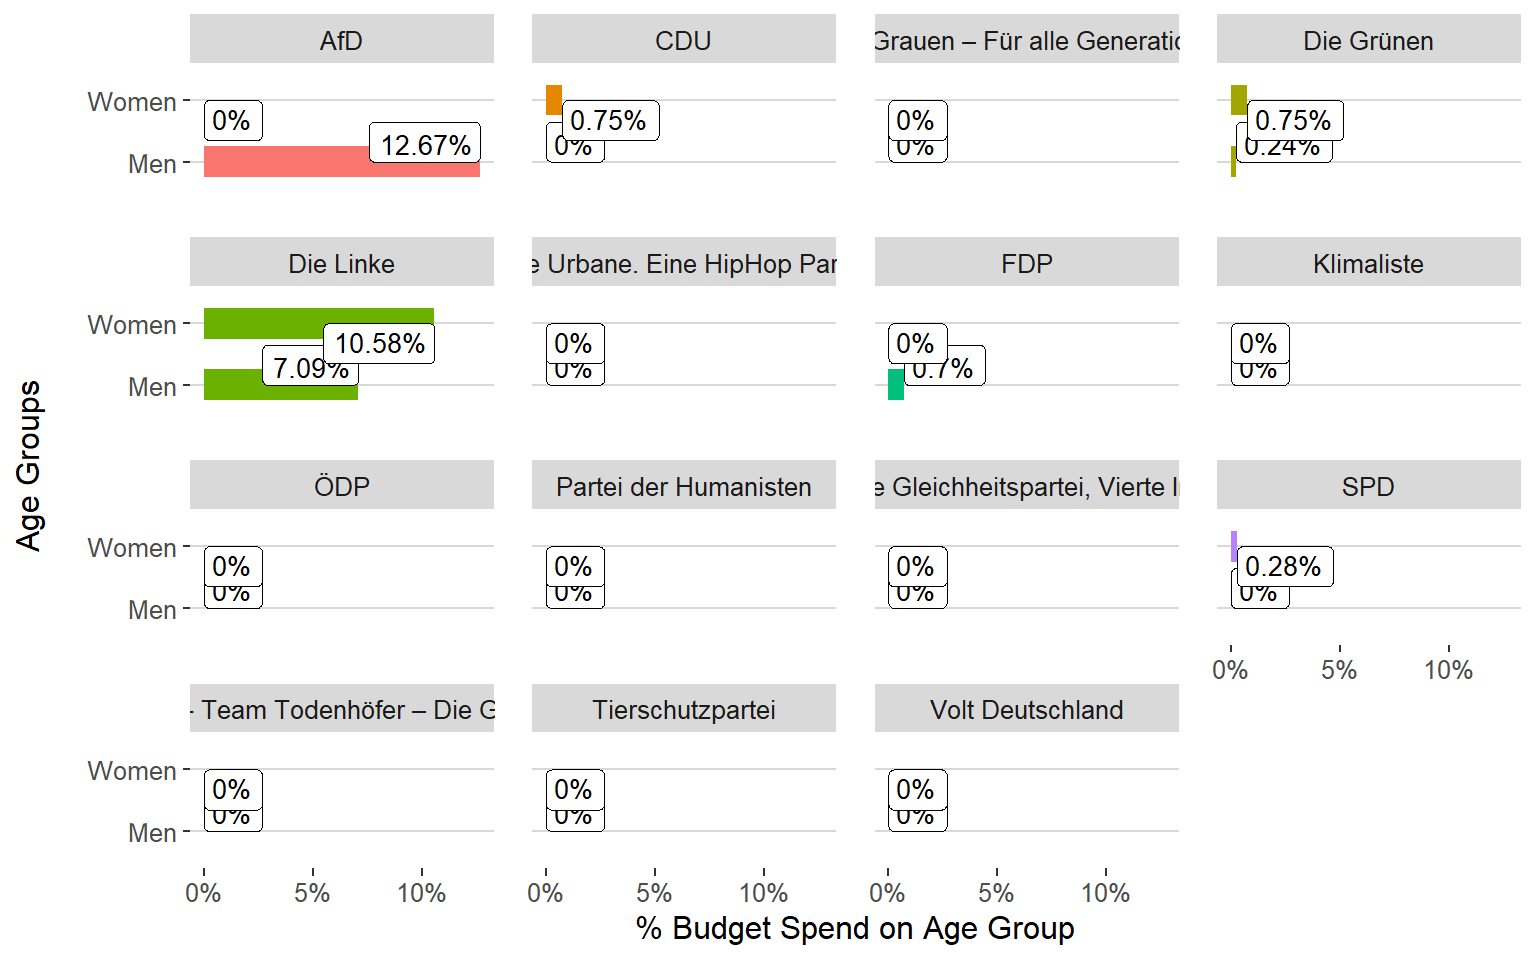 AfD
CDU
Grauen – Für alle Generatio
Die Grünen
Women
Men
0%
12.67%
0.75%
0%
0%
0%
0.75%
0.24%
Die Linke
e Urbane. Eine HipHop Par
FDP
Klimaliste
Women
Men
10.58%
7.09%
0%
0%
0%
0.7%
0%
0%
ÖDP
Partei der Humanisten
e Gleichheitspartei, Vierte I
SPD
Women
Men
0%
0%
0%
0%
0%
0%
0.28%
0%
0% 5% 10%
- Team Todenhöfer – Die G
Tierschutzpartei
Volt Deutschland
Women
Men
0%
0%
0%
0%
0%
0%
0% 5% 10%
0% 5% 10%
0% 5% 10%
% Budget Spend on Age Group
Age Groups